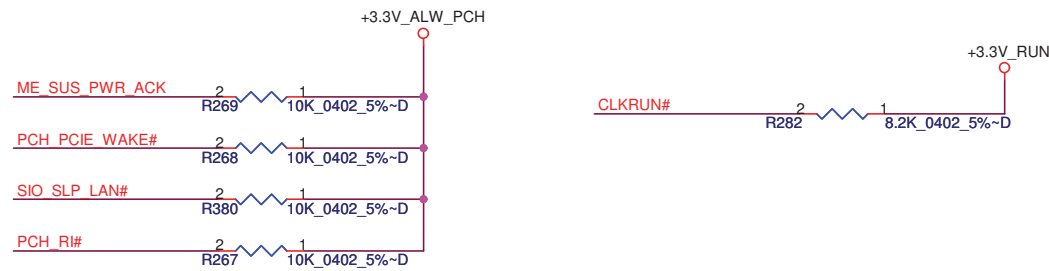 +3.3V_ALW_PCH
ME_SUS_PWR_ACK
2 1
R269 10K_0402_5%~D
PCH_PCIE_WAKE#
2 1
R268 10K_0402_5%~D
SIO_SLP_LAN#
2 1
R380 10K_0402_5%~D
PCH_RI#
2 1
R267 10K_0402_5%~D
+3.3V_RUN
CLKRUN#
2 1
R282 8.2K_0402_5%~D